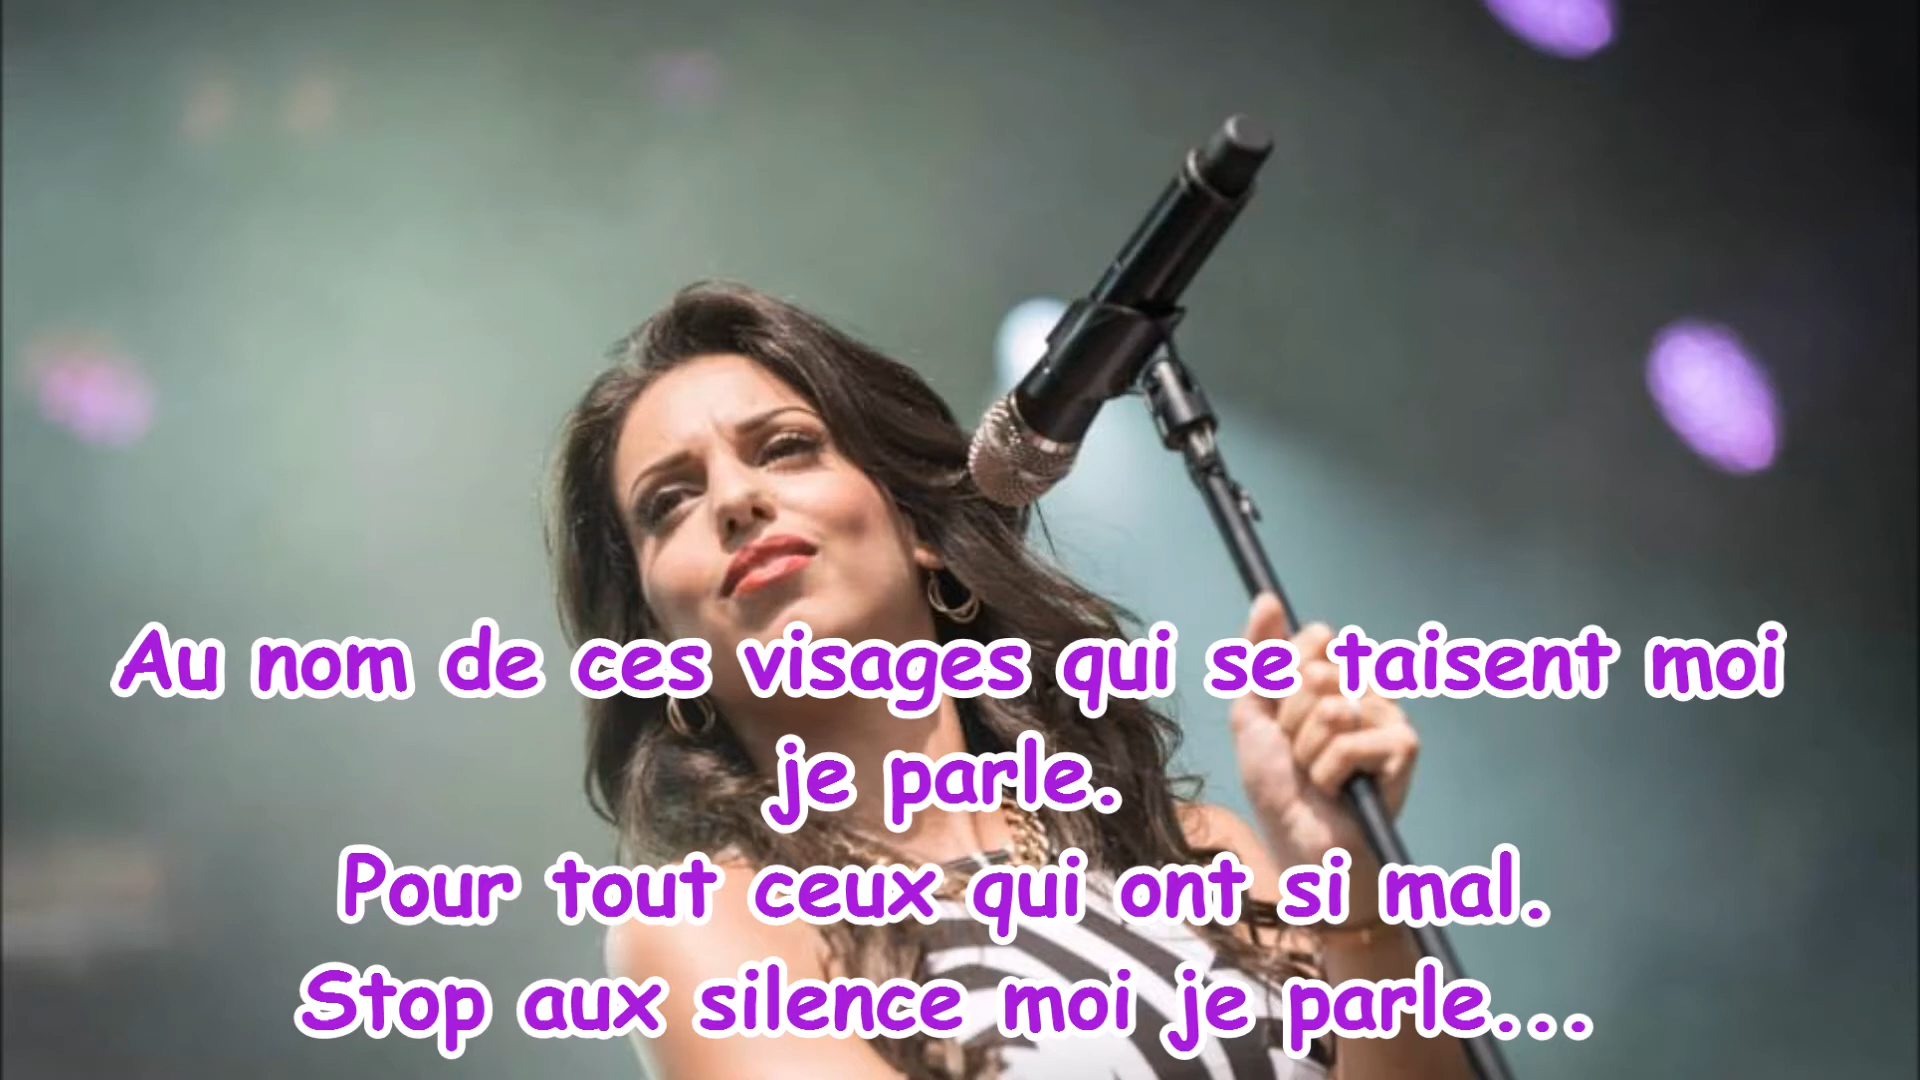 Au nom de ces visages qui se taisent moi
je parle.
Pour tout ceux qui ont si mal.
Stop aux silence moi je parle...